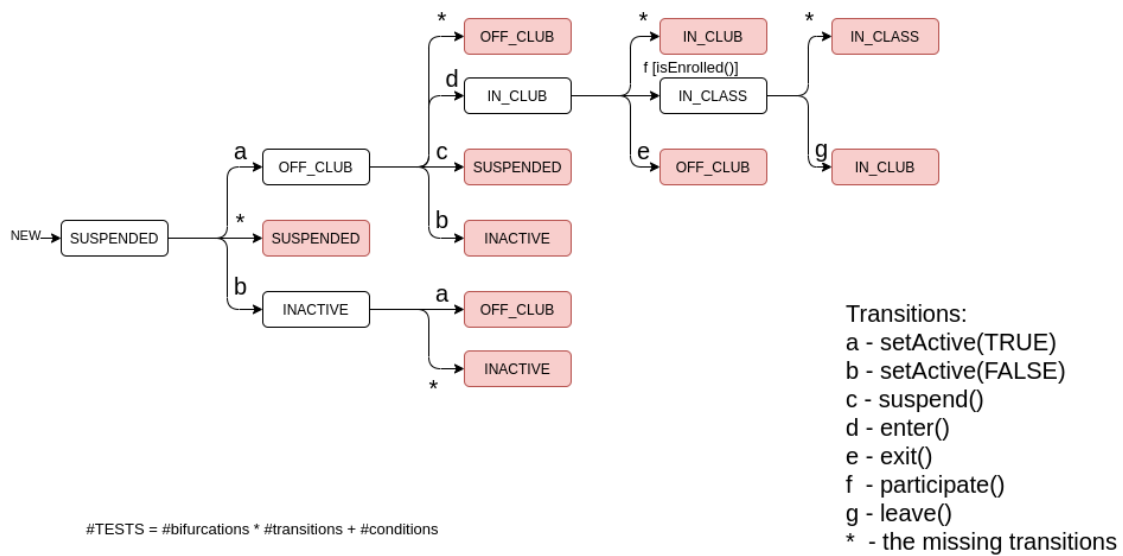 *
OFF_CLUB
*
IN_CLUB
*
IN_CLASS
f [isEnrolled()]
d
IN_CLUB
IN_CLASS
a
OFF_CLUB
c
SUSPENDED
e
OFF_CLUB
g
IN_CLUB
NEW
SUSPENDED
*
SUSPENDED
b
INACTIVE
b
INACTIVE
a
OFF_CLUB
*
INACTIVE
Transitions:
a - setActive(TRUE)
b - setActive(FALSE)
c - suspend()
d - enter()
e - exit()
f - participate()
g - leave()
* - the missing transitions
#TESTS = #bifurcations * #transitions + #conditions